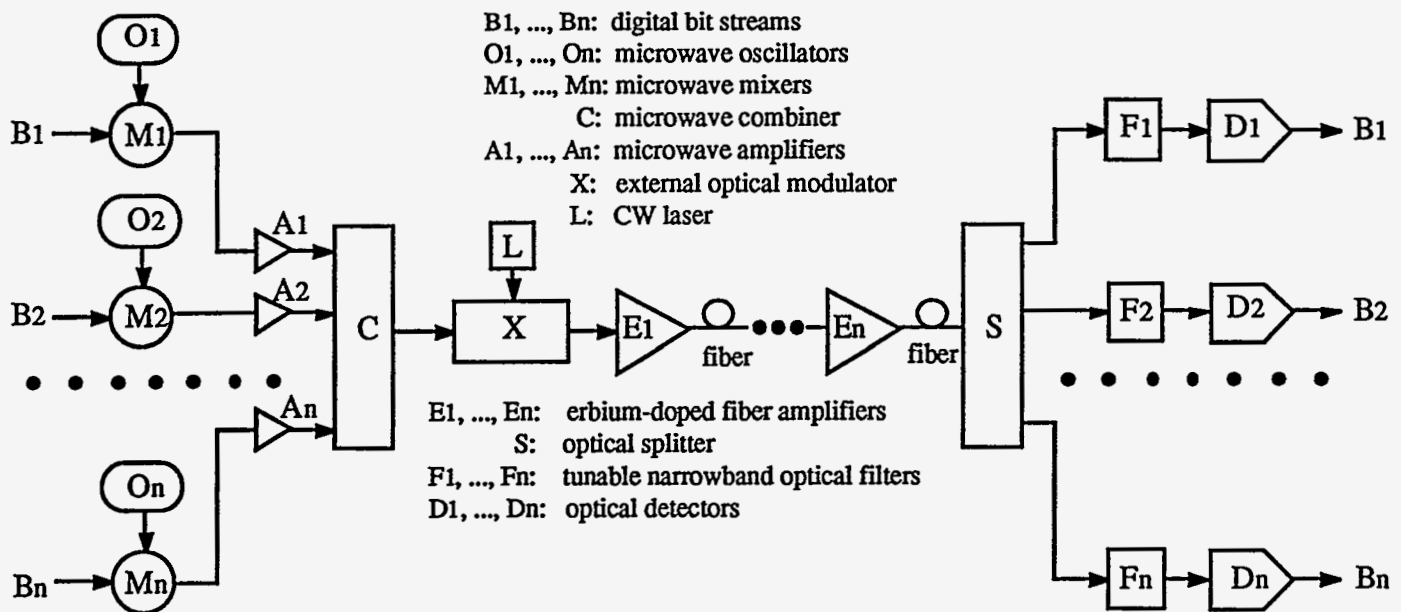 B1, ..., Bn: digital bit streams
O1, ..., On: microwave oscillators
M1, ..., Mn: microwave mixers
C: microwave combiner
A1, ..., An: microwave amplifiers
X: external optical modulator
L: CW laser
O1
B1
M1
O2
B2
M2
On
Bn
Mn
A1
A2
An
C
L
X
E1
fiber
En
fiber
S
F1
D1
B1
F2
D2
B2
Fn
Dn
Bn
E1, ..., En: erbium-doped fiber amplifiers
S: optical splitter
F1, ..., Fn: tunable narrowband optical filters
D1, ..., Dn: optical detectors